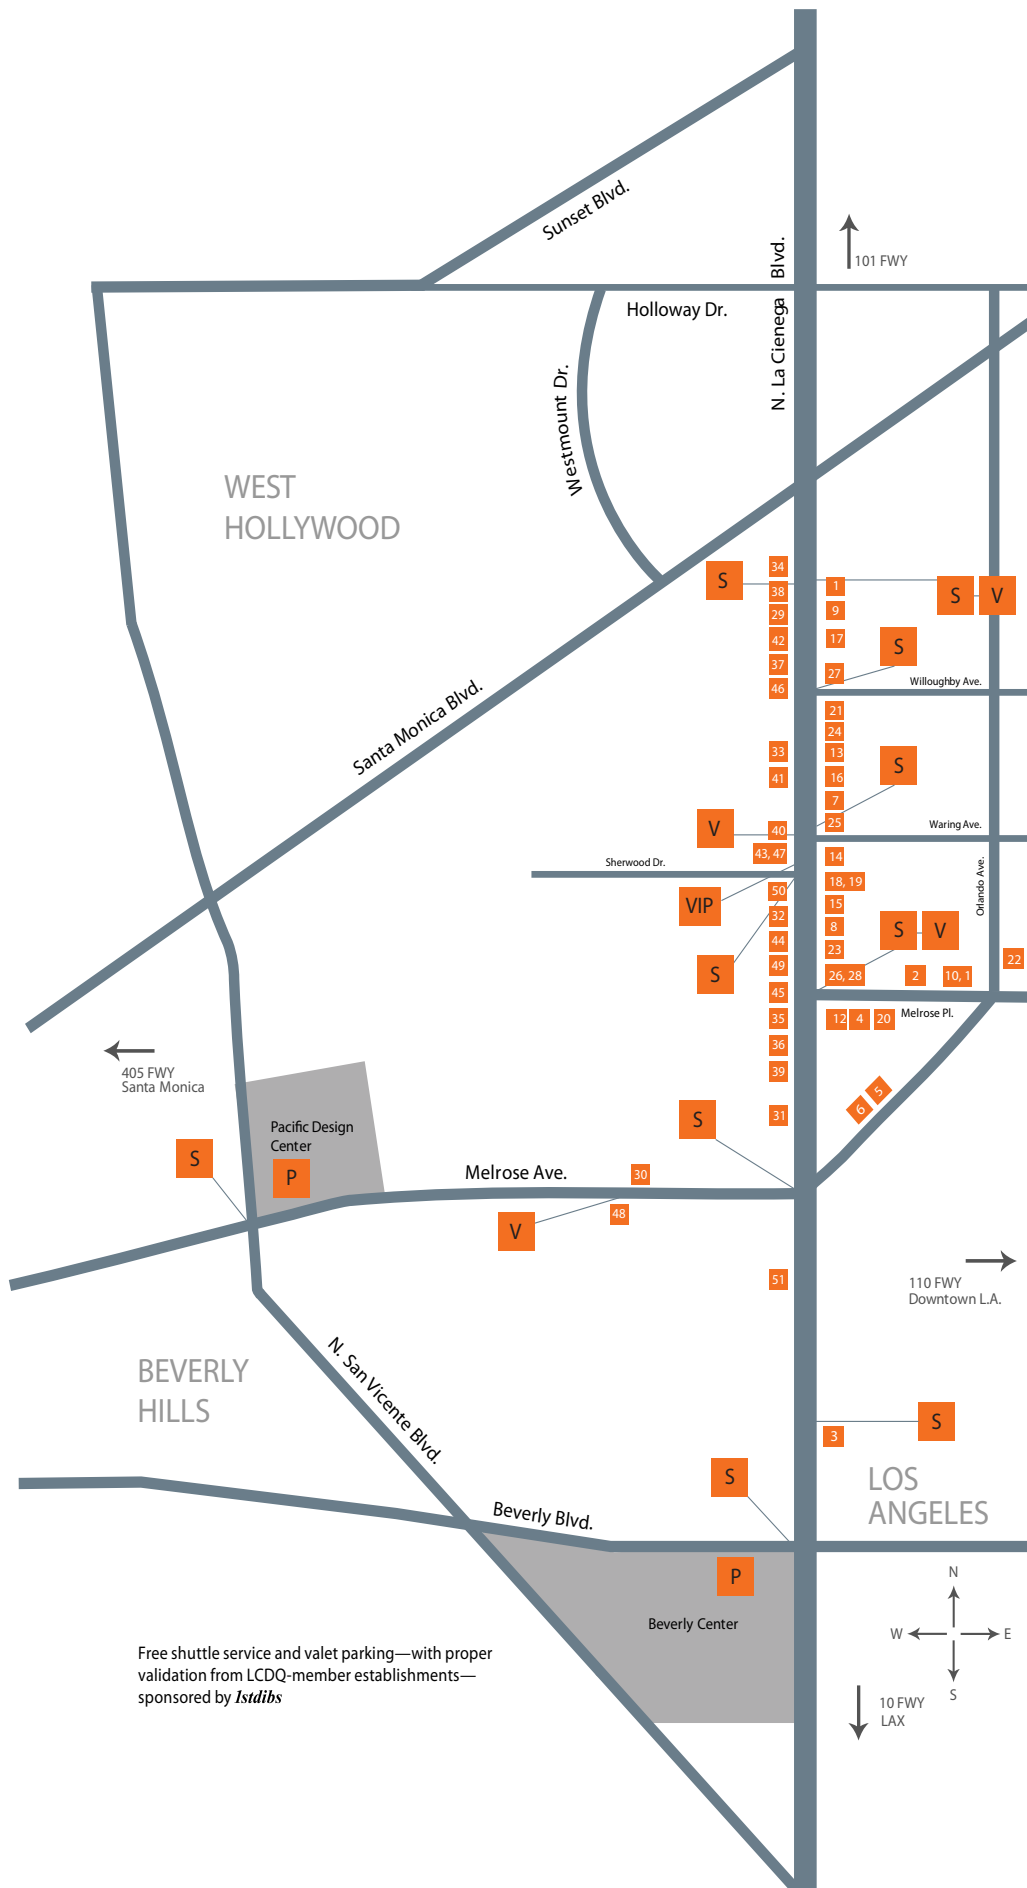 Sunset Blvd.
N. La Cienega Blvd.
101 FWY
Holloway Dr.
Westmount Dr.
WEST
HOLLYWOOD
Santa Monica Blvd.
34
S
38
1
S
V
29
9
42
17
S
37
27
46
Willoughby Ave.
21
24
33
13
S
41
16
7
V
40
25
Waring Ave.
43, 47
14
Sherwood Dr.
Orlando Ave.
50
18, 19
VIP
32
15
44
8
S
V
49
23
22
S
26, 28
2
10, 1
45
35
12
4
20
Melrose Pl.
36
405 FWY
Santa Monica
39
5
6
31
S
Pacific Design
Center
S
P
Melrose Ave.
30
48
V
51
110 FWY
Downtown L.A.
N. San Vicente Blvd.
BEVERLY
HILLS
S
3
S
LOS
ANGELES
Beverly Blvd.
P
Beverly Center
N
W
E
S
Free shuttle service and valet parking—with proper
validation from LCDQ-member establishments—
sponsored by 1stdibs
10 FWY
LAX